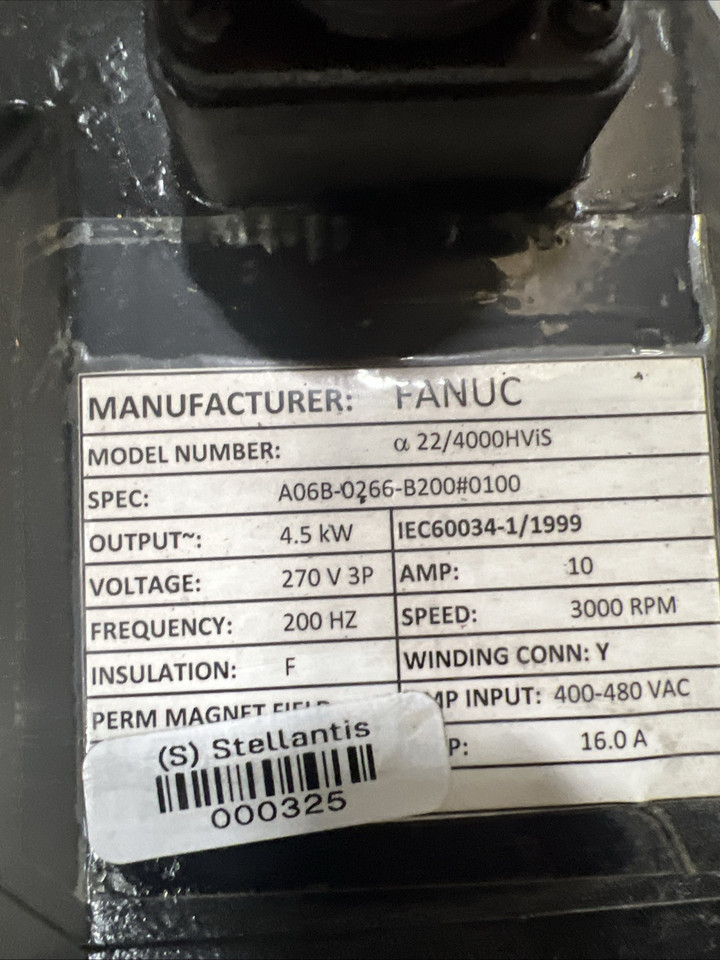 MANUFACTURER: FANUC
MODEL NUMBER: α 22/4000HViS
SPEC: A06B-0266-B200#0100
OUTPUT~: 4.5 kW IEC60034-1/1999
VOLTAGE: 270 V 3P AMP: 10
FREQUENCY: 200 HZ SPEED: 3000 RPM
INSULATION: F WINDING CONN: Y
PERM MAGNET MP INPUT: 400-480 VAC
P: 16.0 A
(S) Stellantis
000325